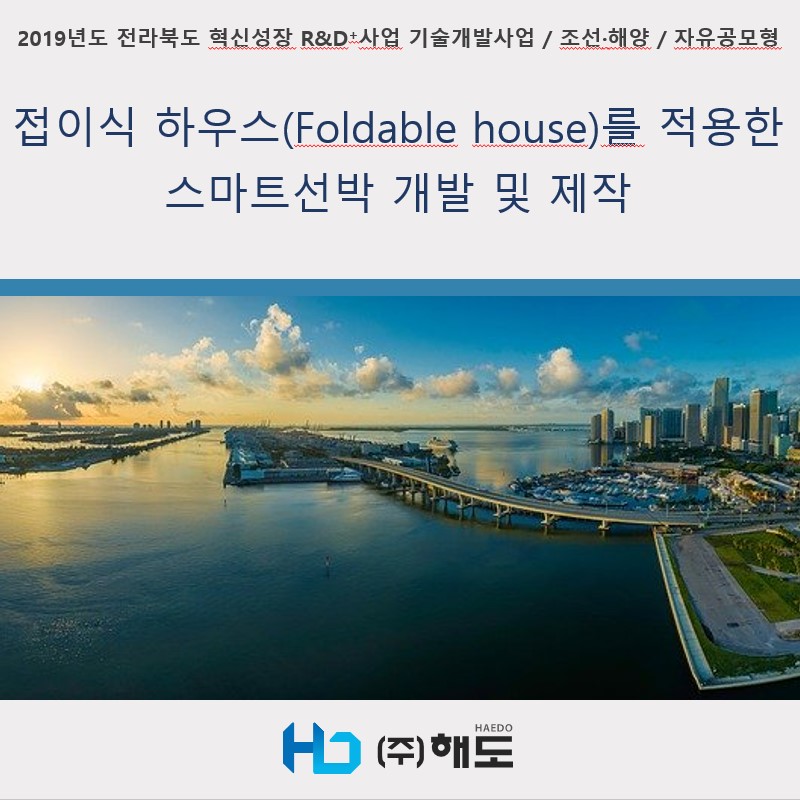 2019년도 전라북도 혁신성장 R&D⁺사업 기술개발사업 / 조선·해양 / 자유공모형
접이식 하우스(Foldable house)를 적용한
스마트선박 개발 및 제작
HAEDO
(주)해도